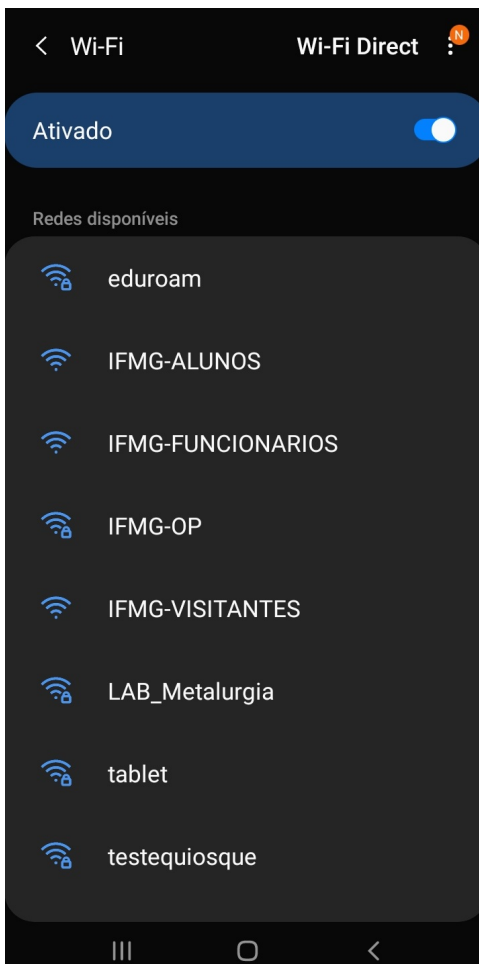 Wi-Fi Wi-Fi Direct N
Ativado
Redes disponíveis
eduroam
IFMG-ALUNOS
IFMG-FUNCIONARIOS
IFMG-OP
IFMG-VISITANTES
LAB_Metalurgia
tablet
testequiosque